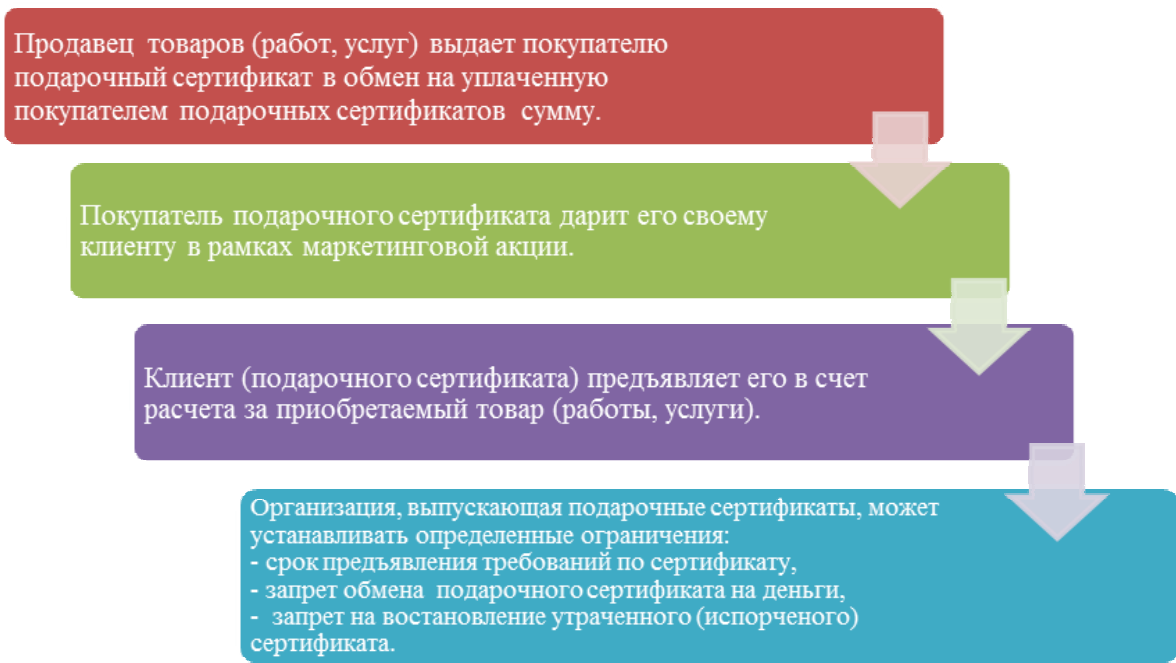 Продавец товаров (работ, услуг) выдает покупателю
подарочный сертификат в обмен на уплаченную
покупателем подарочных сертификатов сумму.
Покупатель подарочного сертификата дарит его своему
клиенту в рамках маркетинговой акции.
Клиент (подарочного сертификата) предъявляет его в счет
расчета за приобретаемый товар (работы, услуги).
Организация, выпускающая подарочные сертификаты, может
устанавливать определенные ограничения:
- срок предъявления требований по сертификату,
- запрет обмена подарочного сертификата на деньги,
- запрет на востановление утраченного (испорченого)
сертификата.